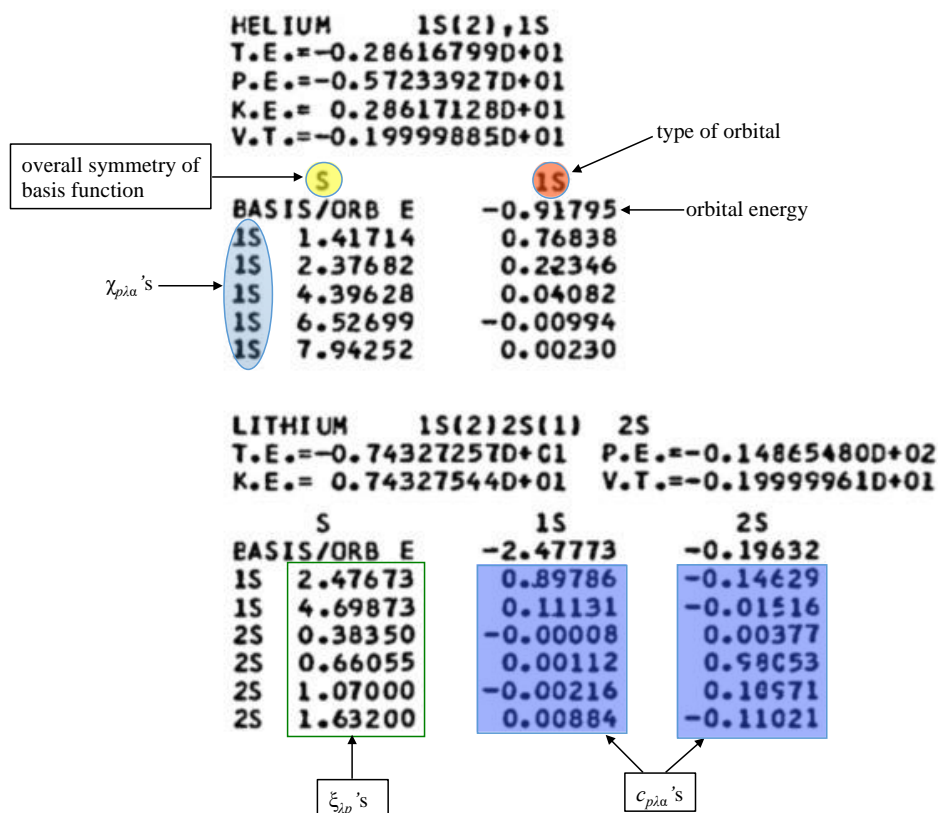 HELIUM 1S(2),1S
T.E.=-0.28616799D+01
P.E.=-0.57233927D+01
K.E.= 0.28617128D+01
V.T.=-0.19999885D+01
type of orbital
overall symmetry of
basis function
S 1S
BASIS/ORB E -0.91795
orbital energy
1S 1.41714 0.76838
1S 2.37682 0.22346
χpλα's
1S 4.39628 0.04082
1S 6.52699 -0.00994
1S 7.94252 0.00230
LITHIUM 1S(2)2S(1) 2S
T.E.=-0.74327257D+01 P.E.=-0.14865480D+02
K.E.= 0.74327544D+01 V.T.=-0.19999961D+01
S 1S 2S
BASIS/ORB E -2.47773 -0.19632
1S 2.47673 0.89786 -0.14629
1S 4.69873 0.11131 -0.01516
2S 0.38350 -0.00008 0.00377
2S 0.66055 0.00112 0.98053
2S 1.07000 -0.00216
2S 1.63200 0.00884 -0.11021
ξλp's
cpλα's